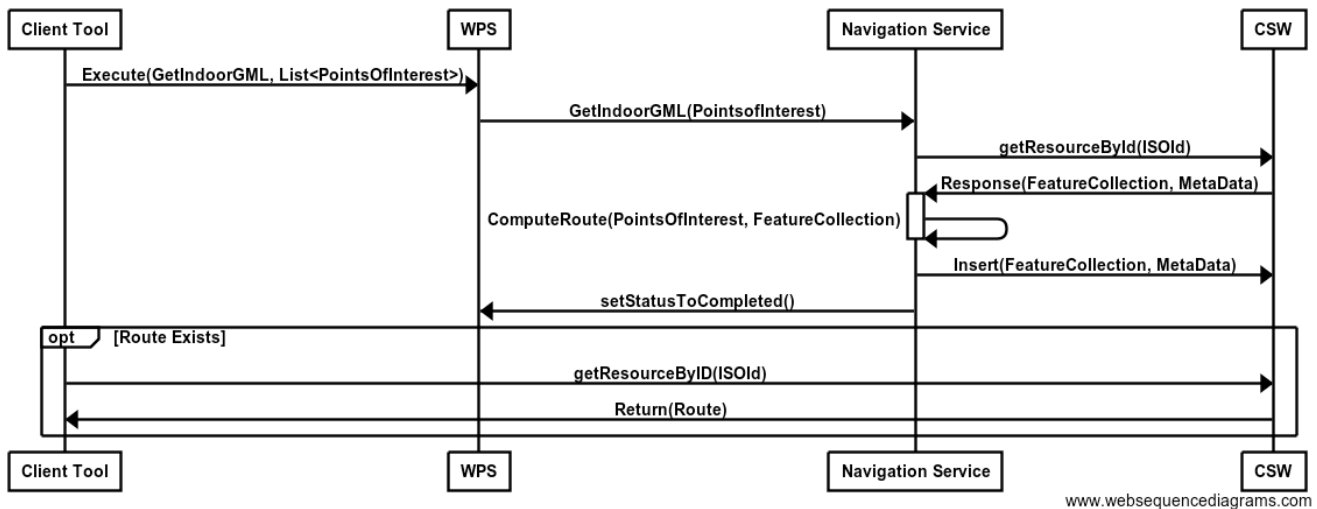 Client Tool WPS Navigation Service CSW
Execute(GetIndoorGML, List<PointsOfInterest>)
GetIndoorGML(PointsofInterest)
getResourceById(ISOId)
Response(FeatureCollection, MetaData)
ComputeRoute(PointsOfInterest, FeatureCollection)
Insert(FeatureCollection, MetaData)
setStatusToCompleted()
opt [Route Exists]
getResourceByID(ISOId)
Return(Route)
Client Tool WPS Navigation Service CSW
www.websequencediagrams.com